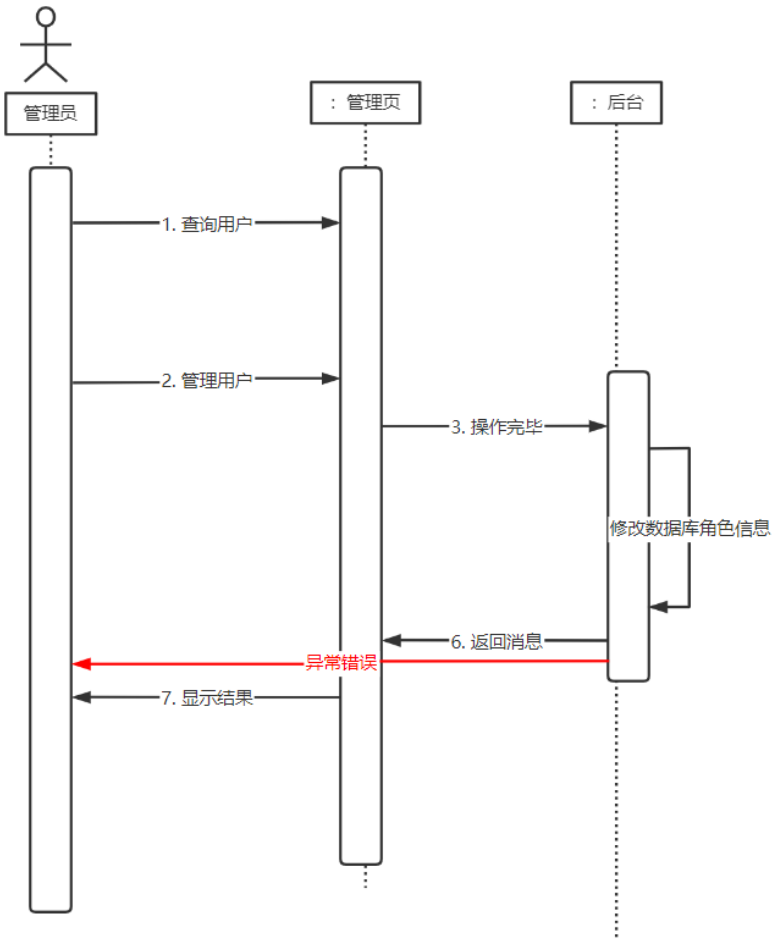 管理员
：管理页
：后台
1. 查询用户
2. 管理用户
3. 操作完毕
修改数据库角色信息
6. 返回消息
异常错误
7. 显示结果